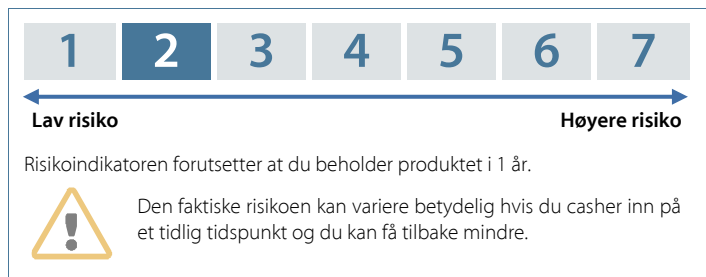 1 2 3 4 5 6 7
Lav risiko Høyere risiko
Risikoindikatoren forutsetter at du beholder produktet i 1 år.
Den faktiske risikoen kan variere betydelig hvis du casher inn på
et tidlig tidspunkt og du kan få tilbake mindre.